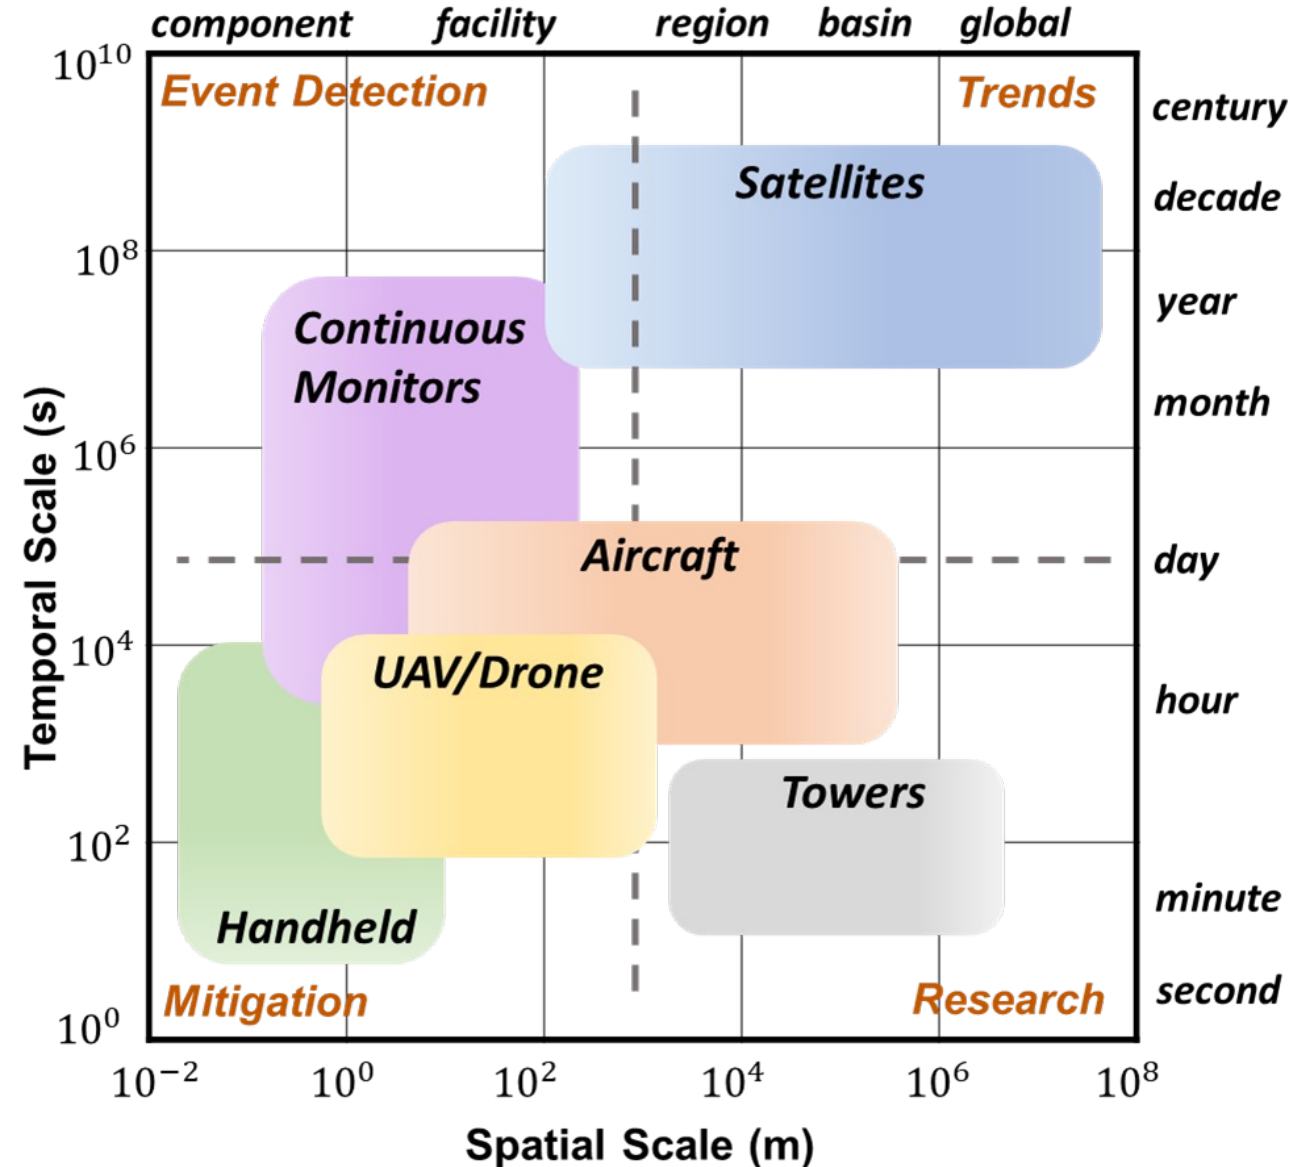 component facility region basin global
10^10
Event Detection
Trends
century
Satellites
decade
10^8
year
Continuous
Monitors
month
10^6
Aircraft
day
10^4
UAV/Drone
hour
Towers
10^2
minute
Handheld
second
Mitigation
Research
10^0
10^-2 10^0 10^2 10^4 10^6 10^8
Temporal Scale (s)
Spatial Scale (m)